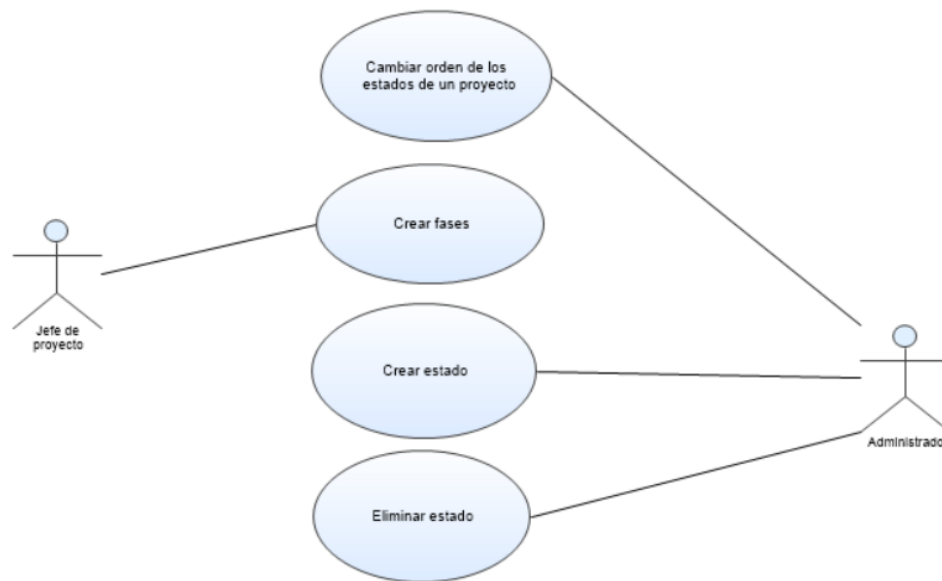 Cambiar orden de los
estados de un proyecto
Crear fases
Jefe de
proyecto
Crear estado
Administrado
Eliminar estado